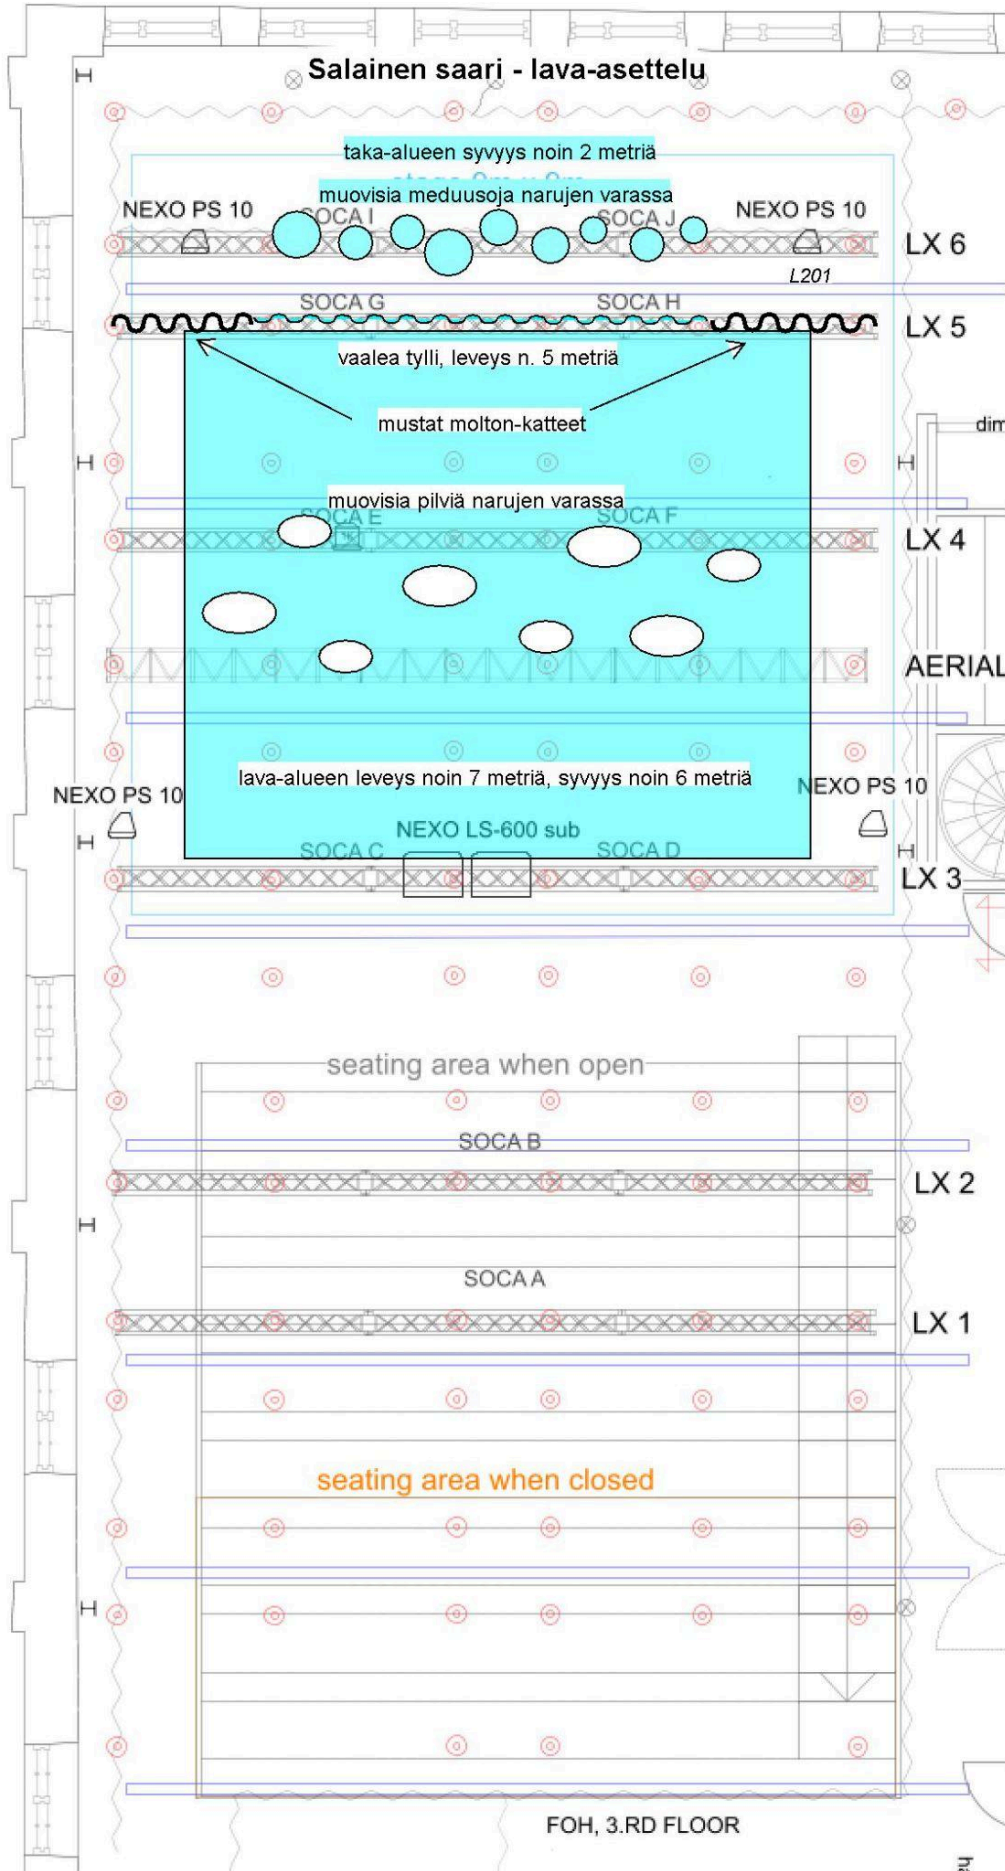 Salainen saari - lava-asettelu
taka-alueen syvyys noin 2 metriä
muovisia meduusoja narujen varassa
NEXO PS 10
SOCA I
SOCA J
NEXO PS 10
LX 6
L201
SOCA G
SOCA H
LX 5
vaalea tylli, leveys n. 5 metriä
mustat molton-katteet
dim
muovisia pilviä narujen varassa
SOCA E
SOCA F
LX 4
AERIAL
lava-alueen leveys noin 7 metriä, syvyys noin 6 metriä
NEXO PS 10
NEXO PS 10
NEXO LS-600 sub
SOCA C
SOCA D
LX 3
seating area when open
SOCA B
LX 2
SOCA A
LX 1
seating area when closed
FOH, 3.RD FLOOR